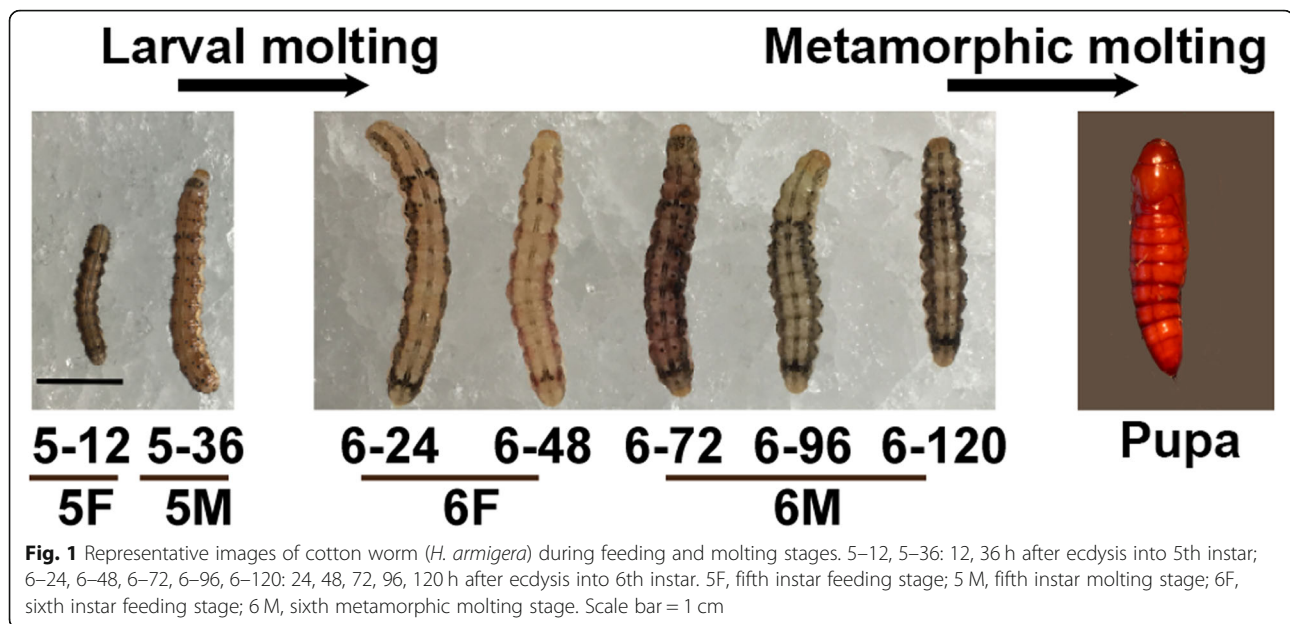 Larval molting Metamorphic molting
5-12 5-36 6-24 6-48 6-72 6-96 6-120 Pupa
5F 5M 6F 6M
Fig. 1 Representative images of cotton worm (H. armigera) during feeding and molting stages. 5–12, 5–36: 12, 36 h after ecdysis into 5th instar;
6–24, 6–48, 6–72, 6–96, 6–120: 24, 48, 72, 96, 120 h after ecdysis into 6th instar. 5F, fifth instar feeding stage; 5 M, fifth instar molting stage; 6F,
sixth instar feeding stage; 6 M, sixth metamorphic molting stage. Scale bar = 1 cm